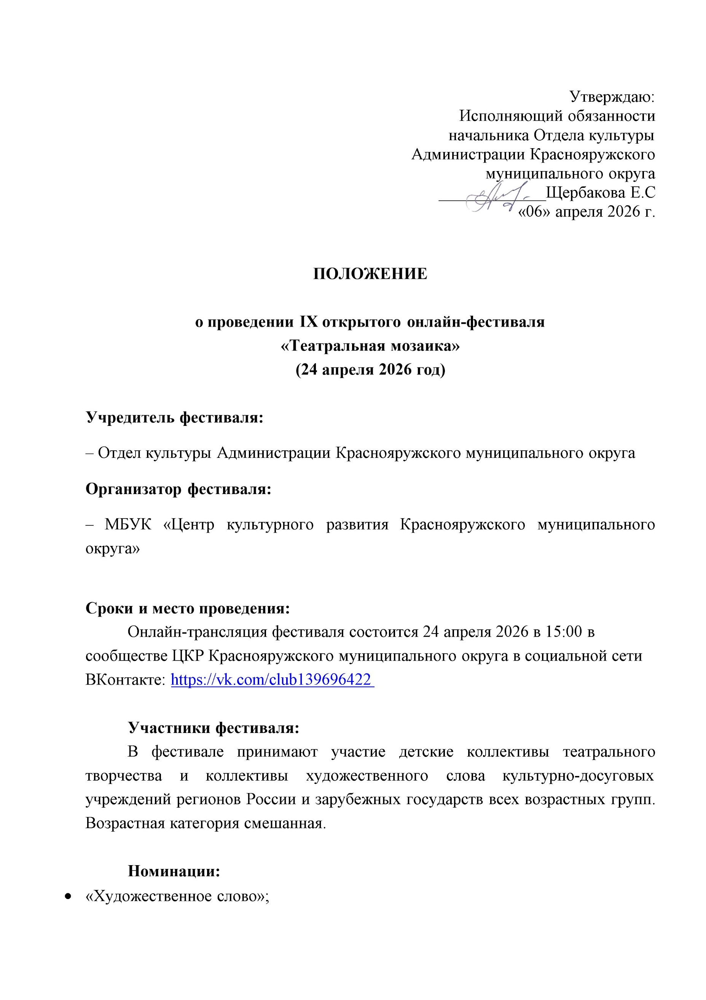 Утверждаю:
Исполняющий обязанности
начальника Отдела культуры
Администрации Краснояружского
муниципального округа
_____________Щербакова Е.С
«06» апреля 2026 г.
ПОЛОЖЕНИЕ
о проведении IX открытого онлайн-фестиваля
«Театральная мозаика»
(24 апреля 2026 год)
Учредитель фестиваля:
– Отдел культуры Администрации Краснояружского муниципального округа
Организатор фестиваля:
– МБУК «Центр культурного развития Краснояружского муниципального
округа»
Сроки и место проведения:
Онлайн-трансляция фестиваля состоится 24 апреля 2026 в 15:00 в
сообществе ЦКР Краснояружского муниципального округа в социальной сети
ВКонтакте: https://vk.com/club139696422
Участники фестиваля:
В фестивале принимают участие детские коллективы театрального
творчества и коллективы художественного слова культурно-досуговых
учреждений регионов России и зарубежных государств всех возрастных групп.
Возрастная категория смешанная.
Номинации:
• «Художественное слово»;